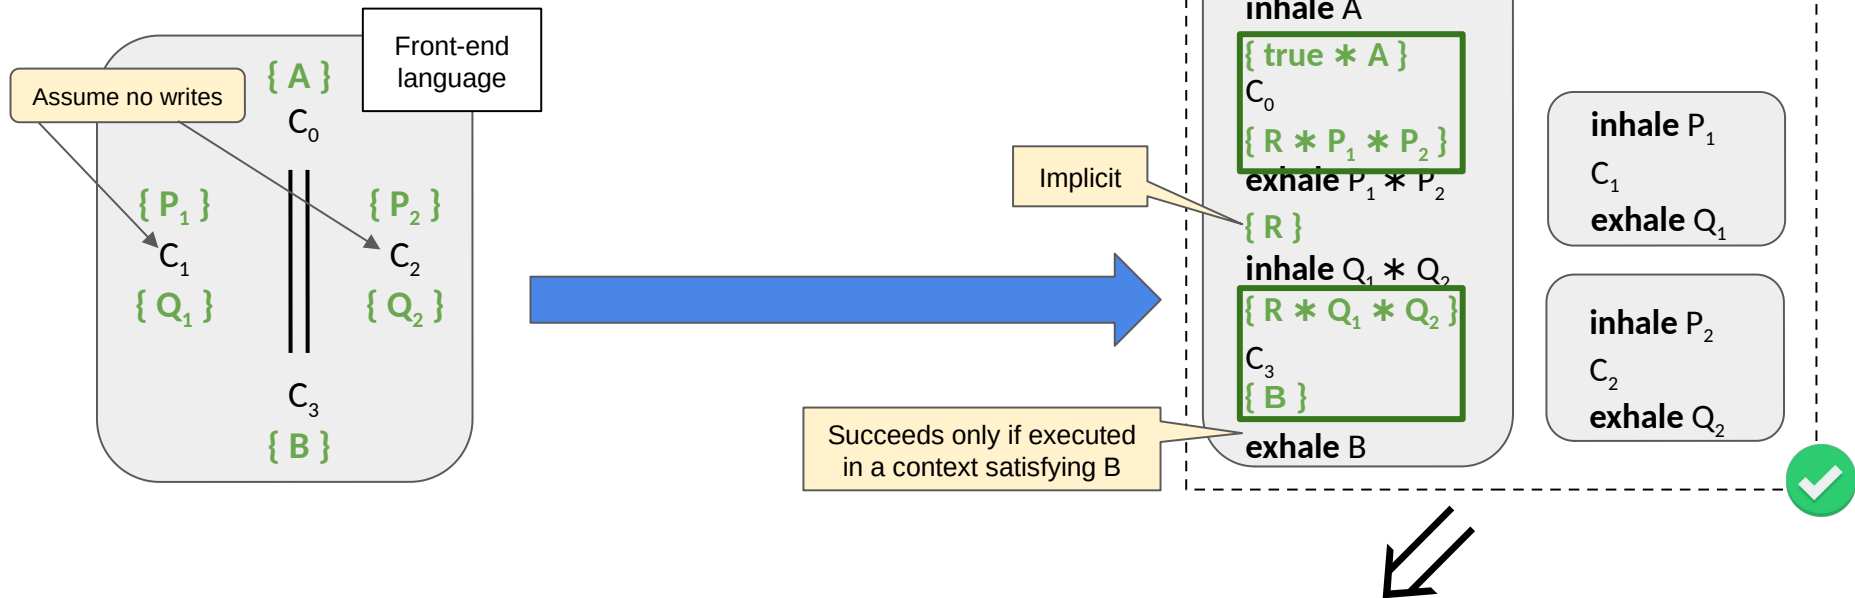 Front-end
language
Assume no writes
{ A }
C0
{ P1 }
{ P2 }
C1
C2
{ Q1 }
{ Q2 }
C3
{ B }
Implicit
Succeeds only if executed
in a context satisfying B
inhale A
{ true ∗ A }
C0
{ R ∗ P1 ∗ P2 }
exhale P1 ∗ P2
{ R }
inhale Q1 ∗ Q2
{ R ∗ Q1 ∗ Q2 }
C3
{ B }
exhale B
inhale P1
C1
exhale Q1
inhale P2
C2
exhale Q2